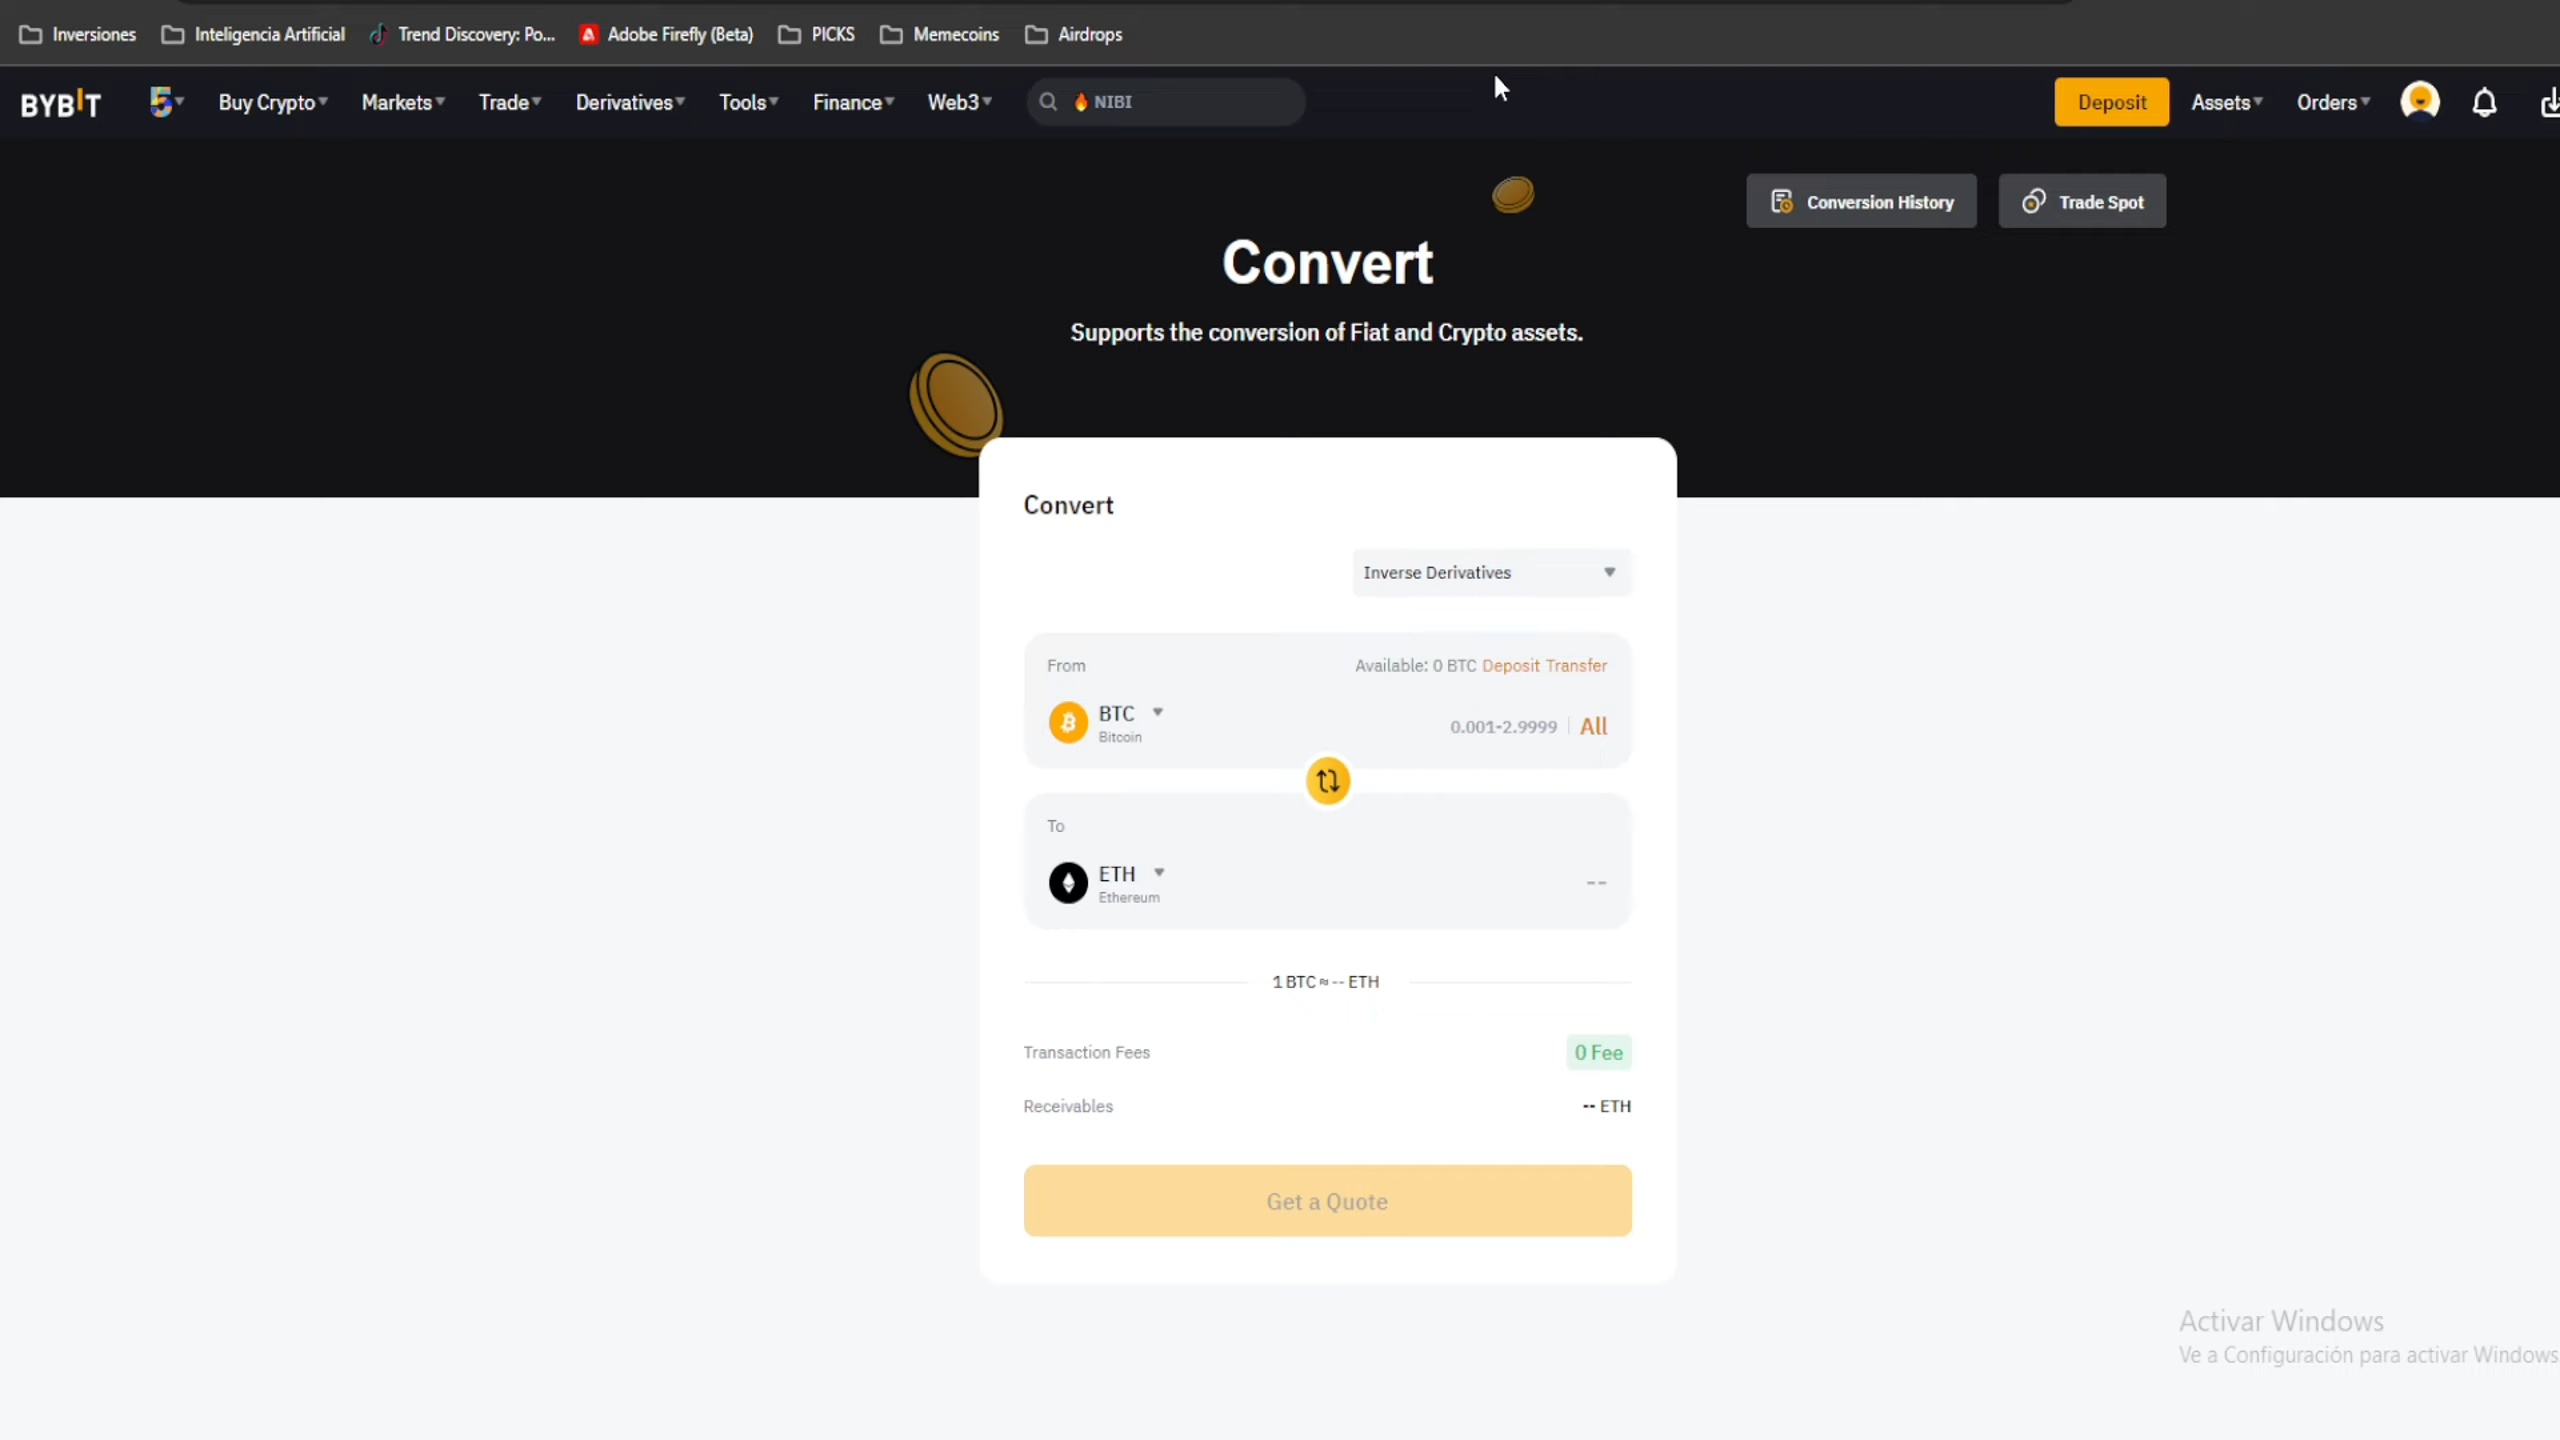 Inversiones Inteligencia Artificial Trend Discovery: Po... Adobe Firefly (Beta) PICKS Memecoins Airdrops
BYBIT 5 Buy Crypto Markets Trade Derivatives Tools Finance Web3 NIBI Deposit Assets Orders
Conversion History Trade Spot
Convert
Supports the conversion of Fiat and Crypto assets.
Convert
Inverse Derivatives
From Available: 0 BTC Deposit Transfer
BTC
Bitcoin
0.001-2.9999 All
To
ETH
Ethereum
--
1 BTC ≈ -- ETH
Transaction Fees 0 Fee
Receivables -- ETH
Get a Quote
Activar Windows
Ve a Configuración para activar Windows